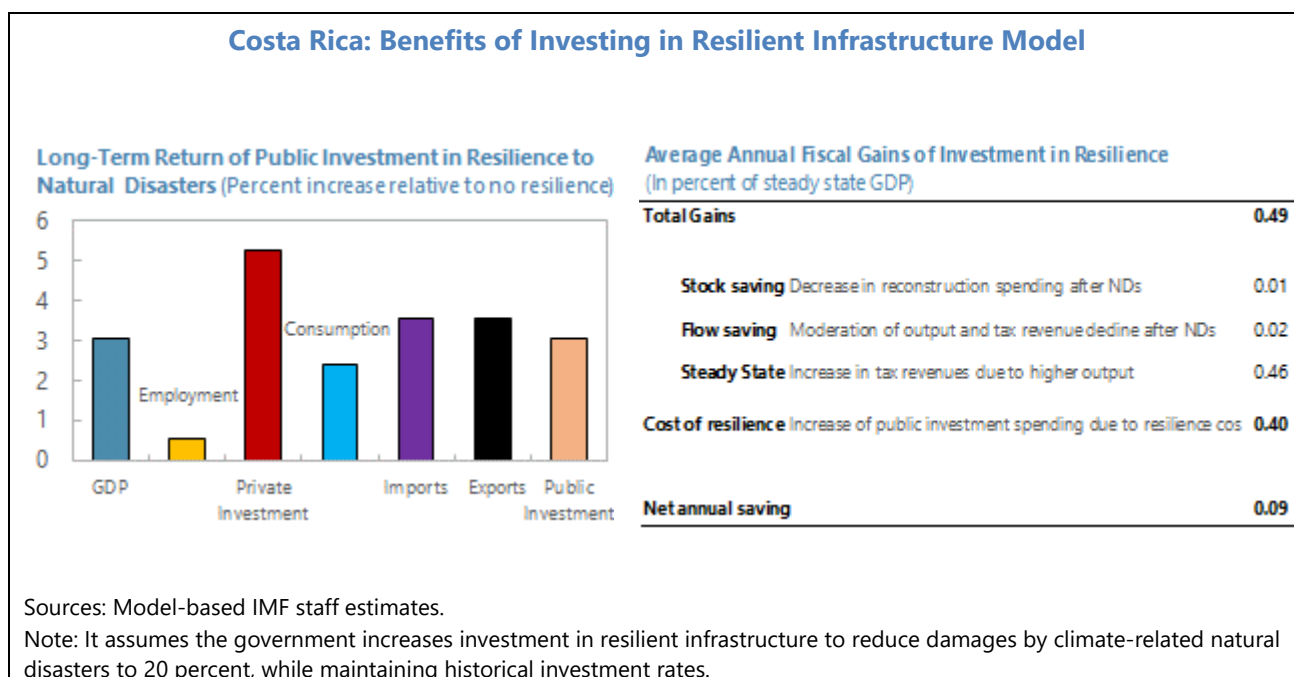 Costa Rica: Benefits of Investing in Resilient Infrastructure Model
Long-Term Return of Public Investment in Resilience to
Natural Disasters (Percent increase relative to no resilience)
6
5
4
3
2
1
0
Employment
Consumption
GDP
Private
Investment
Imports
Exports
Public
Investment
Average Annual Fiscal Gains of Investment in Resilience
(In percent of steady state GDP)
Total Gains 0.49
Stock saving Decrease in reconstruction spending after NDs 0.01
Flow saving Moderation of output and tax revenue decline after NDs 0.02
Steady State Increase in tax revenues due to higher output 0.46
Cost of resilience Increase of public investment spending due to resilience cos 0.40
Net annual saving 0.09
Sources: Model-based IMF staff estimates.
Note: It assumes the government increases investment in resilient infrastructure to reduce damages by climate-related natural
disasters to 20 percent, while maintaining historical investment rates.